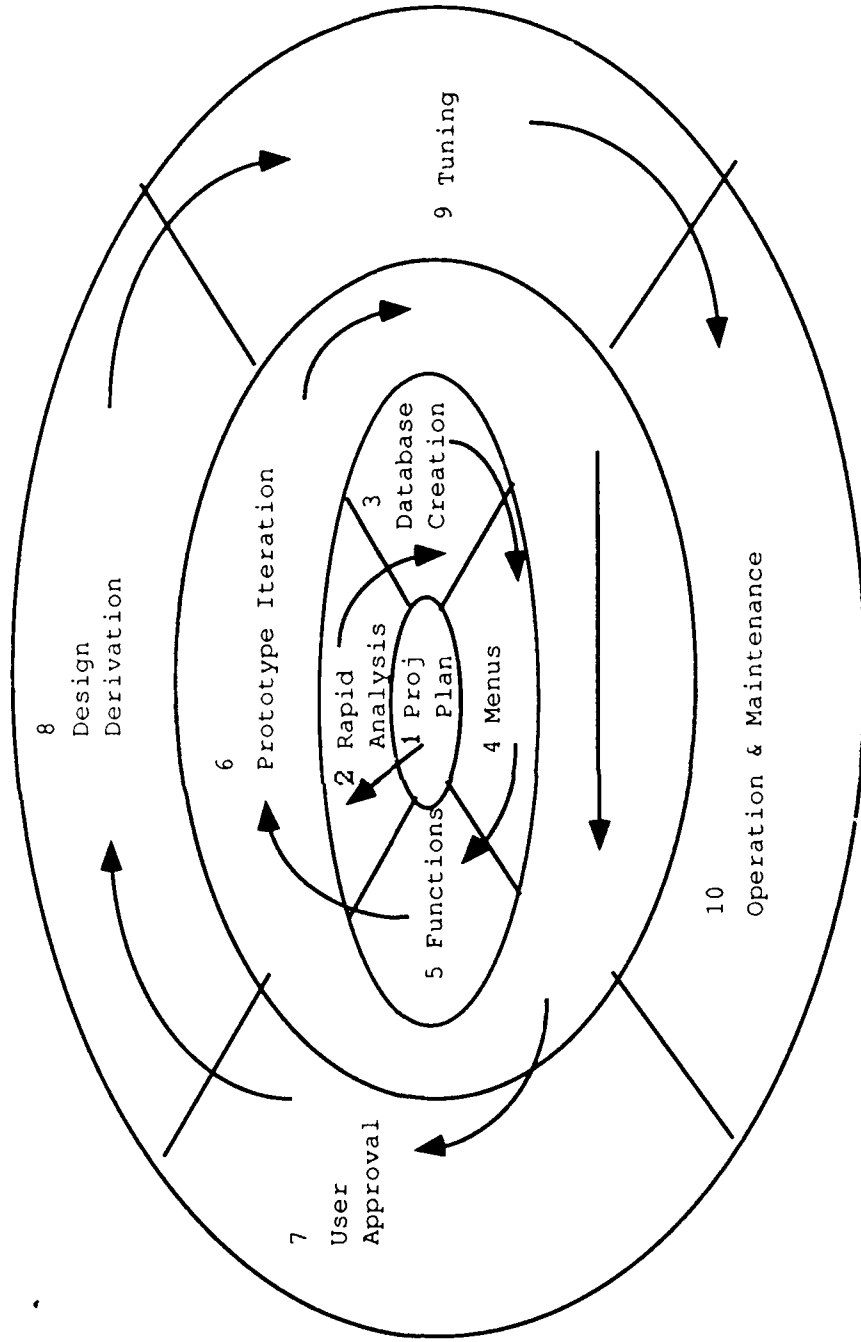 8
Design
Derivation
6
Prototype Iteration
2 Rapid
Analysis
3
Database
Creation
1 Proj
Plan
4 Menus
5 Functions
7
User
Approval
9 Tuning
10
Operation & Maintenance